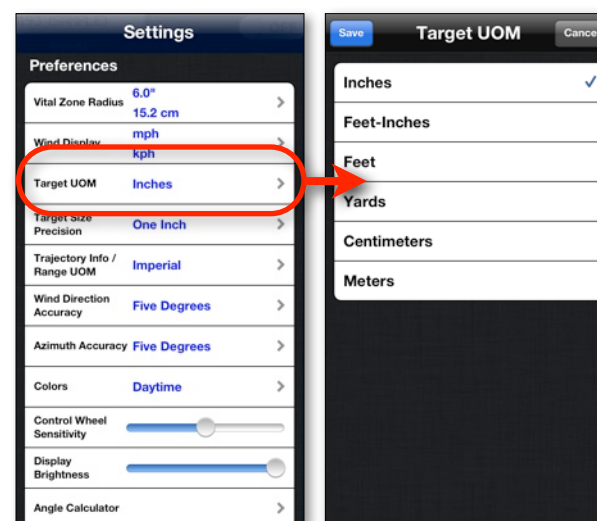 Settings
Preferences
Vital Zone Radius
6.0"
15.2 cm
Wind Display
mph
kph
Target UOM
Inches
Target Size
Precision
One Inch
Trajectory Info /
Range UOM
Imperial
Wind Direction
Accuracy
Five Degrees
Azimuth Accuracy
Five Degrees
Colors
Daytime
Control Wheel
Sensitivity
Display
Brightness
Angle Calculator
Save
Target UOM
Cance
Inches
Feet-Inches
Feet
Yards
Centimeters
Meters